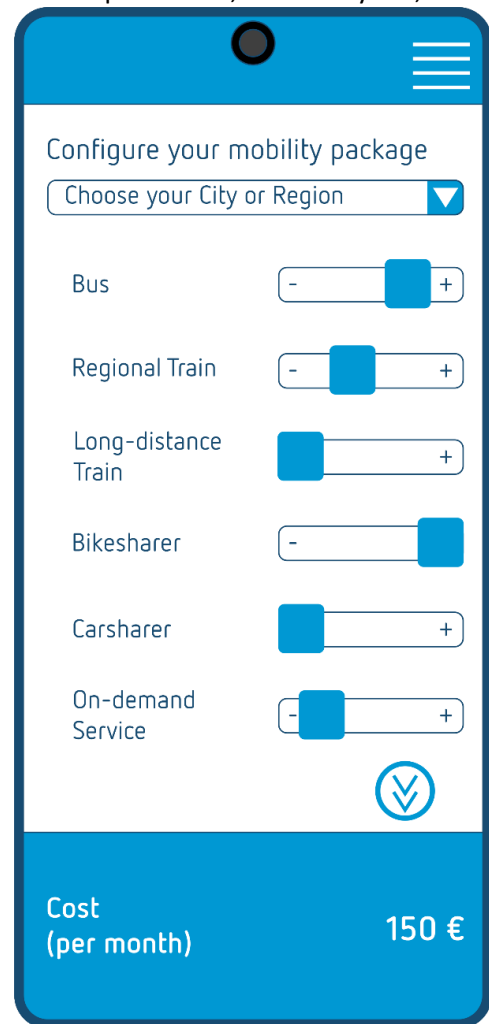 Configure your mobility package
Choose your City or Region
Bus - +
Regional Train - +
Long-distance
Train +
Bikesharer -
Carsharer +
On-demand
Service - +
Cost
(per month) 150 €